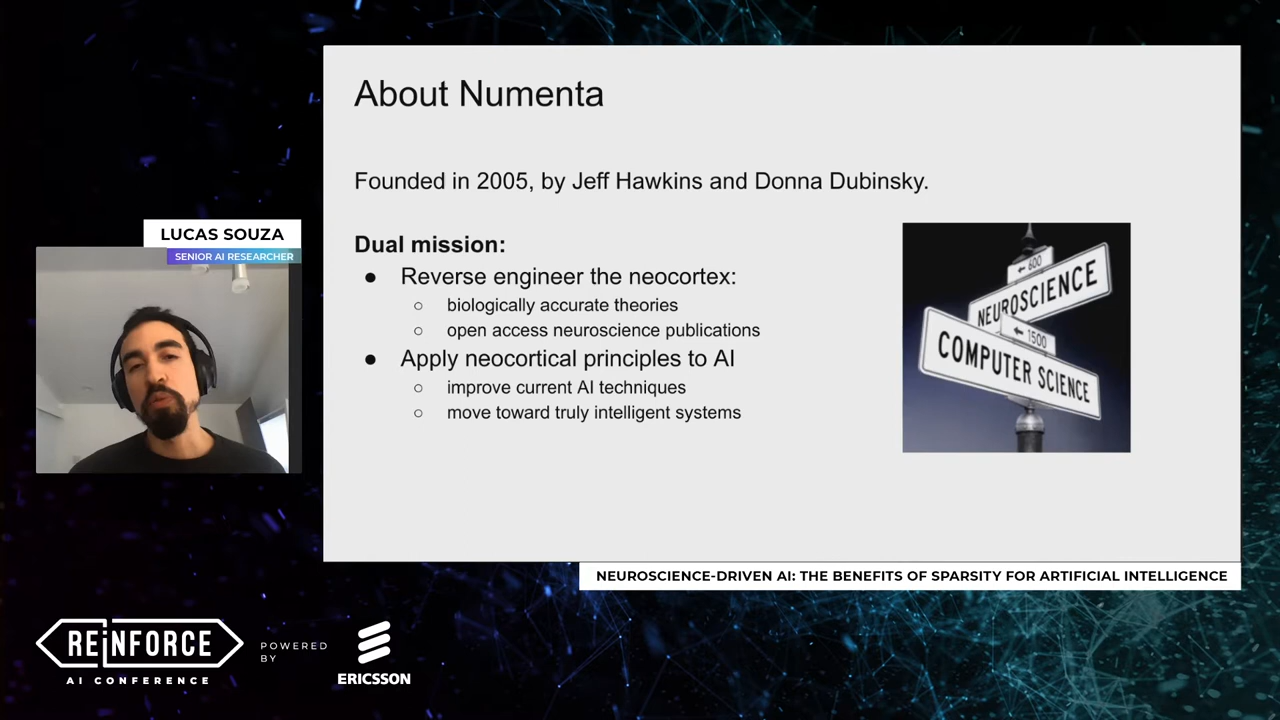 About Numenta
Founded in 2005, by Jeff Hawkins and Donna Dubinsky.
Dual mission:
● Reverse engineer the neocortex:
○ biologically accurate theories
○ open access neuroscience publications
● Apply neocortical principles to AI
○ improve current AI techniques
○ move toward truly intelligent systems
← 600
NEUROSCIENCE
← 1500
COMPUTER SCIENCE
LUCAS SOUZA
SENIOR AI RESEARCHER
NEUROSCIENCE-DRIVEN AI: THE BENEFITS OF SPARSITY FOR ARTIFICIAL INTELLIGENCE
REiNFORCE
AI CONFERENCE
POWERED
BY
ERICSSON